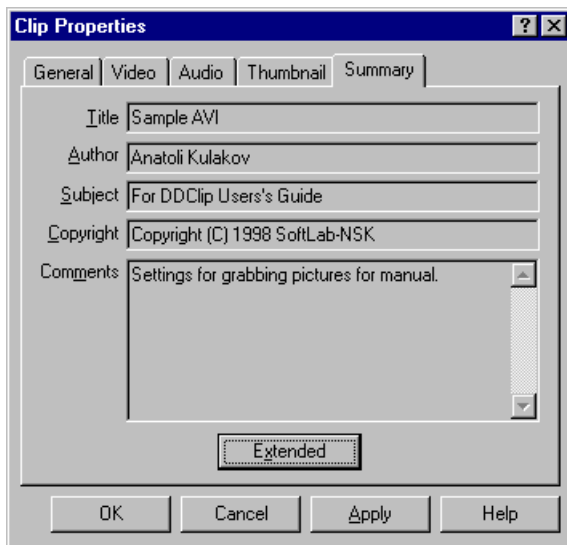 Clip Properties
General Video Audio Thumbnail Summary
Title Sample AVI
Author Anatoli Kulakov
Subject For DDClip Users's Guide
Copyright Copyright (C) 1998 SoftLab-NSK
Comments Settings for grabbing pictures for manual.
Extended
OK Cancel Apply Help